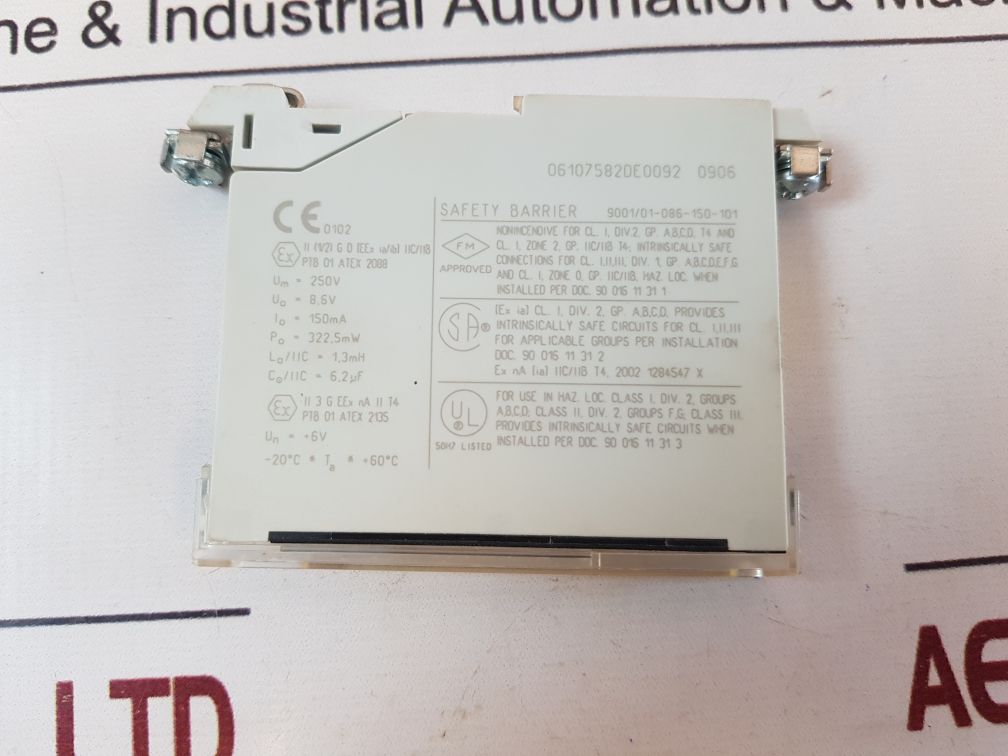 ne & Industrial Automation & Mac
06107582DE0092 0906
CE 0102
Ex II (1/2) G D [EEx ia/ib] IIC/IIB
PTB 01 ATEX 2088
Um = 250V
Uo = 8,6V
Io = 150mA
Po = 322,5mW
Lo/IIC = 1,3mH
Co/IIC = 6,2µF
Ex II 3 G EEx nA II T4
PTB 01 ATEX 2135
Un = +6V
-20°C * Ta * +60°C
SAFETY BARRIER 9001/01-086-150-101
FM
APPROVED
NONINCENDIVE FOR CL. I, DIV.2, GP. A,B,C,D, T4 AND
CL. I, ZONE 2, GP. IIC/IIB T4; INTRINSICALLY SAFE
CONNECTIONS FOR CL. I,II,III, DIV. 1, GP. A,B,C,D,E,F,G
AND CL. I, ZONE 0, GP. IIC/IIB, HAZ. LOC. WHEN
INSTALLED PER DOC. 90 016 11 31 1
SA®
[Ex ia] CL. I, DIV. 2, GP. A,B,C,D, PROVIDES
INTRINSICALLY SAFE CIRCUITS FOR CL. I,II,III
FOR APPLICABLE GROUPS PER INSTALLATION
DOC. 90 016 11 31 2
Ex nA [ia] IIC/IIB T4, 2002 1284547 X
UL
®
50H7 LISTED
FOR USE IN HAZ. LOC. CLASS I, DIV. 2, GROUPS
A,B,C,D; CLASS II, DIV. 2, GROUPS F,G; CLASS III.
PROVIDES INTRINSICALLY SAFE CIRCUITS WHEN
INSTALLED PER DOC. 90 016 11 31 3
LTD
AE